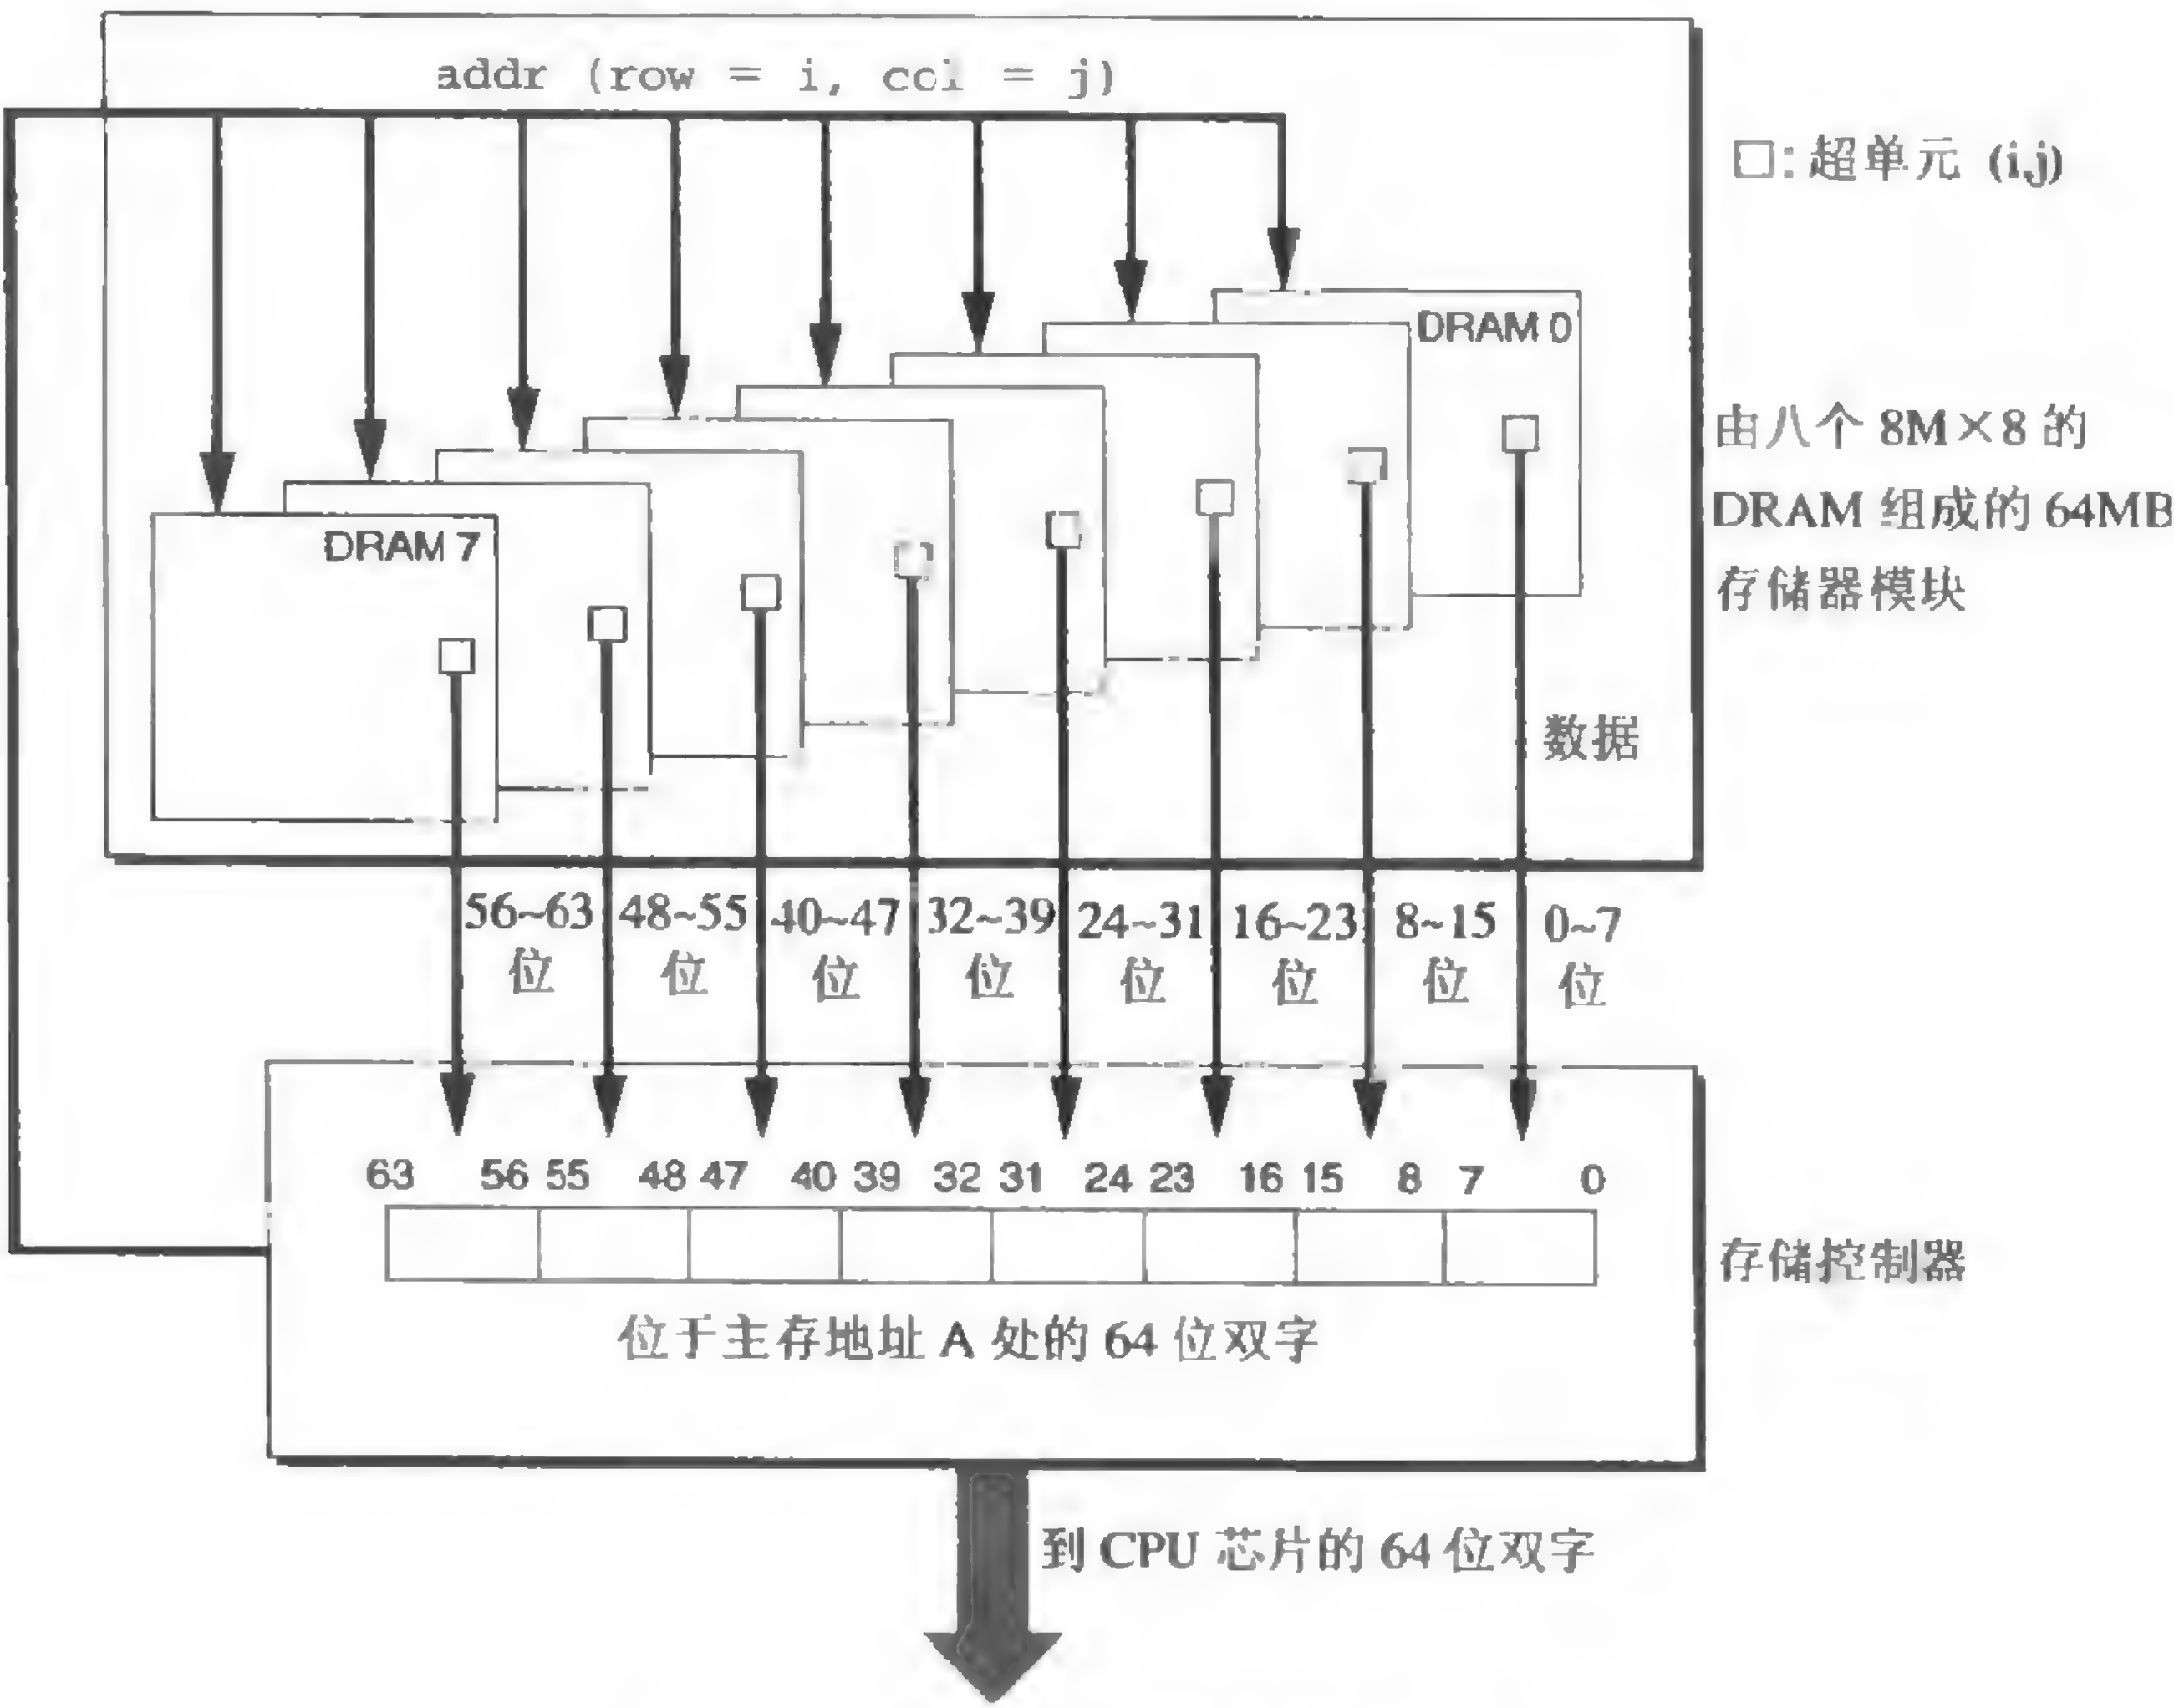 addr (row = i, col = j)
□: 超单元 (i,j)
DRAM 0
由八个 8M×8 的
DRAM 组成的 64MB
存储器模块
DRAM 7
数据
56~63 48~55 40~47 32~39 24~31 16~23 8~15 0~7
位 位 位 位 位 位 位 位
63 56 55 48 47 40 39 32 31 24 23 16 15 8 7 0
存储控制器
位于主存地址 A 处的 64 位双字
到 CPU 芯片的 64 位双字